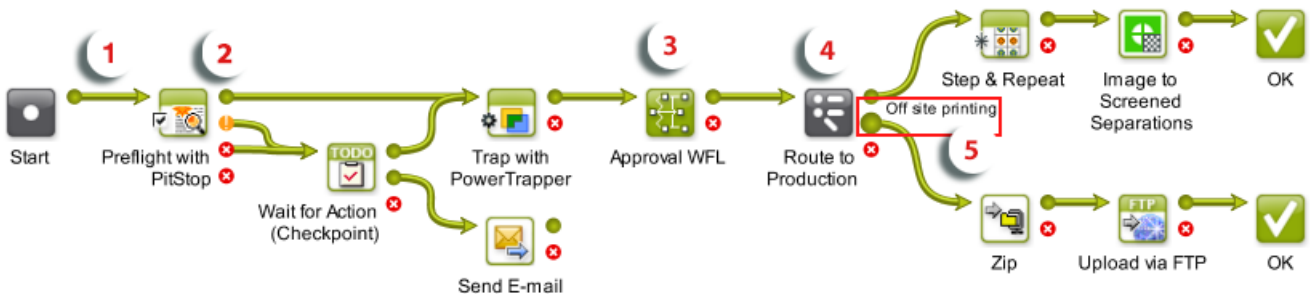 1
2
3
4
5
Start
Preflight with
PitStop
TODO
Wait for Action
(Checkpoint)
Send E-mail
Trap with
PowerTrapper
Approval WFL
Route to
Production
Off site printing
Step & Repeat
Image to
Screened
Separations
OK
Zip
FTP
Upload via FTP
OK